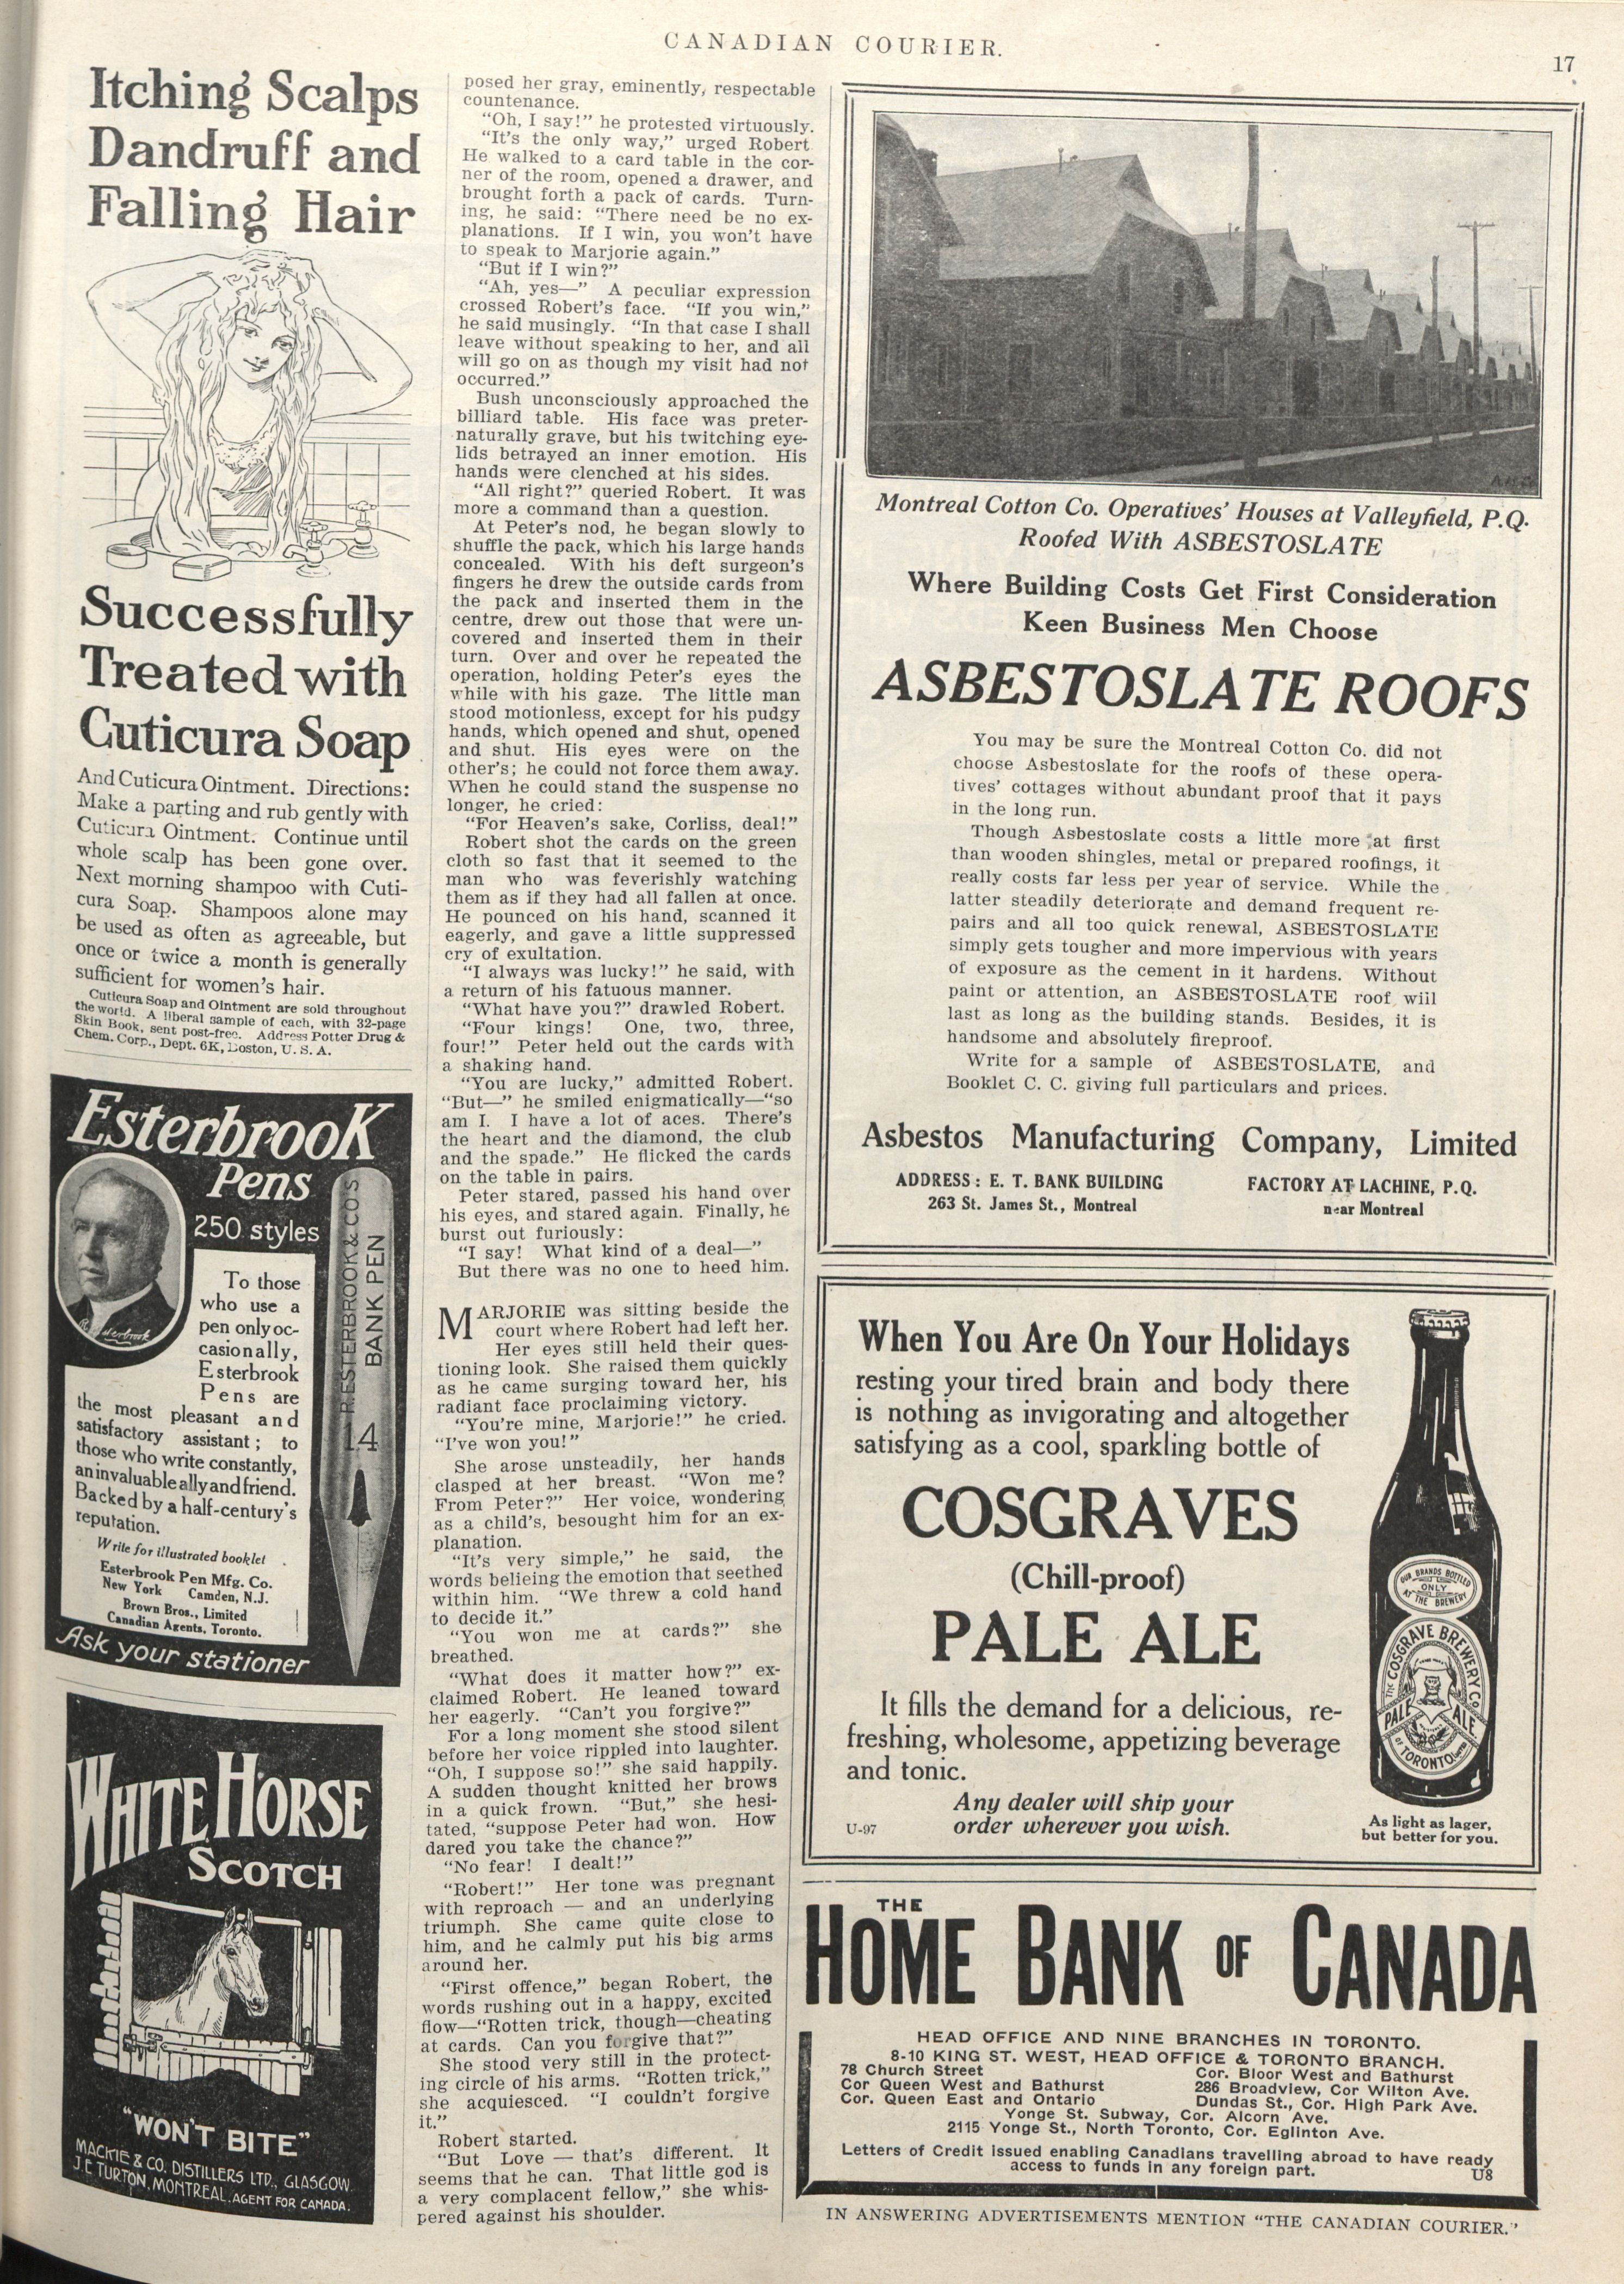 CANADIAN COURIER.
17
Itching Scalps
Dandruff and
Falling Hair
Successfully
Treated with
Cuticura Soap
And Cuticura Ointment. Directions:
Make a parting and rub gently with
Cuticura Ointment. Continue until
whole scalp has been gone over.
Next morning shampoo with Cuti-
cura Soap. Shampoos alone may
be used as often as agreeable, but
once or twice a month is generally
sufficient for women's hair.
Cuticura Soap and Ointment are sold throughout
the world. A liberal sample of each, with 32-page
Skin Book, sent post-free. Address Potter Drug &
Chem. Corp., Dept. 6K, Boston, U. S. A.
Esterbrook
Pens
250 styles
R. Esterbrook
To those
who use a
pen only oc-
casionally,
Esterbrook
Pens are
the most pleasant and
satisfactory assistant; to
those who write constantly,
an invaluable ally and friend.
Backed by a half-century's
reputation.
Write for illustrated booklet
Esterbrook Pen Mfg. Co.
New York Camden, N.J.
Brown Bros., Limited
Canadian Agents, Toronto.
Ask your stationer
R. ESTERBROOK & CO'S
BANK PEN
14
WHITE HORSE
SCOTCH
"WON'T BITE"
MACKIE & CO. DISTILLERS LTD., GLASGOW.
J.E TURTON, MONTREAL. AGENT FOR CANADA.
posed her gray, eminently, respectable
countenance.
"Oh, I say!" he protested virtuously.
"It's the only way," urged Robert
He walked to a card table in the cor-
ner of the room, opened a drawer, and
brought forth a pack of cards. Turn-
ing, he said: "There need be no ex-
planations. If I win, you won't have
to speak to Marjorie again."
"But if I win?"
"Ah, yes—" A peculiar expression
crossed Robert's face. "If you win,"
he said musingly. "In that case I shall
leave without speaking to her, and all
will go on as though my visit had not
occurred."
Bush unconsciously approached the
billiard table. His face was preter-
naturally grave, but his twitching eye-
lids betrayed an inner emotion. His
hands were clenched at his sides.
"All right?" queried Robert. It was
more a command than a question.
At Peter's nod, he began slowly to
shuffle the pack, which his large hands
concealed. With his deft surgeon's
fingers he drew the outside cards from
the pack and inserted them in the
centre, drew out those that were un-
covered and inserted them in their
turn. Over and over he repeated the
operation, holding Peter's eyes the
while with his gaze. The little man
stood motionless, except for his pudgy
hands, which opened and shut, opened
and shut. His eyes were on the
other's; he could not force them away.
When he could stand the suspense no
longer, he cried:
"For Heaven's sake, Corliss, deal!"
Robert shot the cards on the green
cloth so fast that it seemed to the
man who was feverishly watching
them as if they had all fallen at once.
He pounced on his hand, scanned it
eagerly, and gave a little suppressed
cry of exultation.
"I always was lucky!" he said, with
a return of his fatuous manner.
"What have you?" drawled Robert.
"Four kings! One, two, three,
four!" Peter held out the cards with
a shaking hand.
"You are lucky," admitted Robert.
"But—" he smiled enigmatically—"so
am I. I have a lot of aces. There's
the heart and the diamond, the club
and the spade." He flicked the cards
on the table in pairs.
Peter stared, passed his hand over
his eyes, and stared again. Finally, he
burst out furiously:
"I say! What kind of a deal—"
But there was no one to heed him.
MARJORIE was sitting beside the
court where Robert had left her.
Her eyes still held their ques-
tioning look. She raised them quickly
as he came surging toward her, his
radiant face proclaiming victory.
"You're mine, Marjorie!" he cried.
"I've won you!"
She arose unsteadily, her hands
clasped at her breast. "Won me?
From Peter?" Her voice, wondering
as a child's, besought him for an ex-
planation.
"It's very simple," he said, the
words belieing the emotion that seethed
within him. "We threw a cold hand
to decide it."
"You won me at cards?" she
breathed.
"What does it matter how?" ex-
claimed Robert. He leaned toward
her eagerly. "Can't you forgive?"
For a long moment she stood silent
before her voice rippled into laughter.
"Oh, I suppose so!" she said happily.
A sudden thought knitted her brows
in a quick frown. "But," she hesi-
tated, "suppose Peter had won. How
dared you take the chance?"
"No fear! I dealt!"
"Robert!" Her tone was pregnant
with reproach — and an underlying
triumph. She came quite close to
him, and he calmly put his big arms
around her.
"First offence," began Robert, the
words rushing out in a happy, excited
flow—"Rotten trick, though—cheating
at cards. Can you forgive that?"
She stood very still in the protect-
ing circle of his arms. "Rotten trick,"
she acquiesced. "I couldn't forgive
it."
Robert started.
"But Love — that's different. It
seems that he can. That little god is
a very complacent fellow," she whis-
pered against his shoulder.
Montreal Cotton Co. Operatives' Houses at Valleyfield, P.Q.
Roofed With ASBESTOSLATE
Where Building Costs Get First Consideration
Keen Business Men Choose
ASBESTOSLATE ROOFS
You may be sure the Montreal Cotton Co. did not
choose Asbestoslate for the roofs of these opera-
tives' cottages without abundant proof that it pays
in the long run.
Though Asbestoslate costs a little more at first
than wooden shingles, metal or prepared roofings, it
really costs far less per year of service. While the
latter steadily deteriorate and demand frequent re-
pairs and all too quick renewal, ASBESTOSLATE
simply gets tougher and more impervious with years
of exposure as the cement in it hardens. Without
paint or attention, an ASBESTOSLATE roof will
last as long as the building stands. Besides, it is
handsome and absolutely fireproof.
Write for a sample of ASBESTOSLATE, and
Booklet C. C. giving full particulars and prices.
Asbestos Manufacturing Company, Limited
ADDRESS: E. T. BANK BUILDING
263 St. James St., Montreal
FACTORY AT LACHINE, P.Q.
near Montreal
When You Are On Your Holidays
resting your tired brain and body there
is nothing as invigorating and altogether
satisfying as a cool, sparkling bottle of
COSGRAVES
(Chill-proof)
PALE ALE
It fills the demand for a delicious, re-
freshing, wholesome, appetizing beverage
and tonic.
Any dealer will ship your
order wherever you wish.
U-97
OUR BRANDS BOTTLED
ONLY
AT THE BREWERY
THE COSGRAVE BREWERY Co.
PALE ALE
OF TORONTO
As light as lager,
but better for you.
THE
HOME BANK OF CANADA
HEAD OFFICE AND NINE BRANCHES IN TORONTO.
8-10 KING ST. WEST, HEAD OFFICE & TORONTO BRANCH.
78 Church Street
Cor. Bloor West and Bathurst
Cor Queen West and Bathurst
286 Broadview, Cor Wilton Ave.
Cor. Queen East and Ontario
Dundas St., Cor. High Park Ave.
Yonge St. Subway, Cor. Alcorn Ave.
2115 Yonge St., North Toronto, Cor. Eglinton Ave.
Letters of Credit issued enabling Canadians travelling abroad to have ready
access to funds in any foreign part.
U8
IN ANSWERING ADVERTISEMENTS MENTION "THE CANADIAN COURIER."